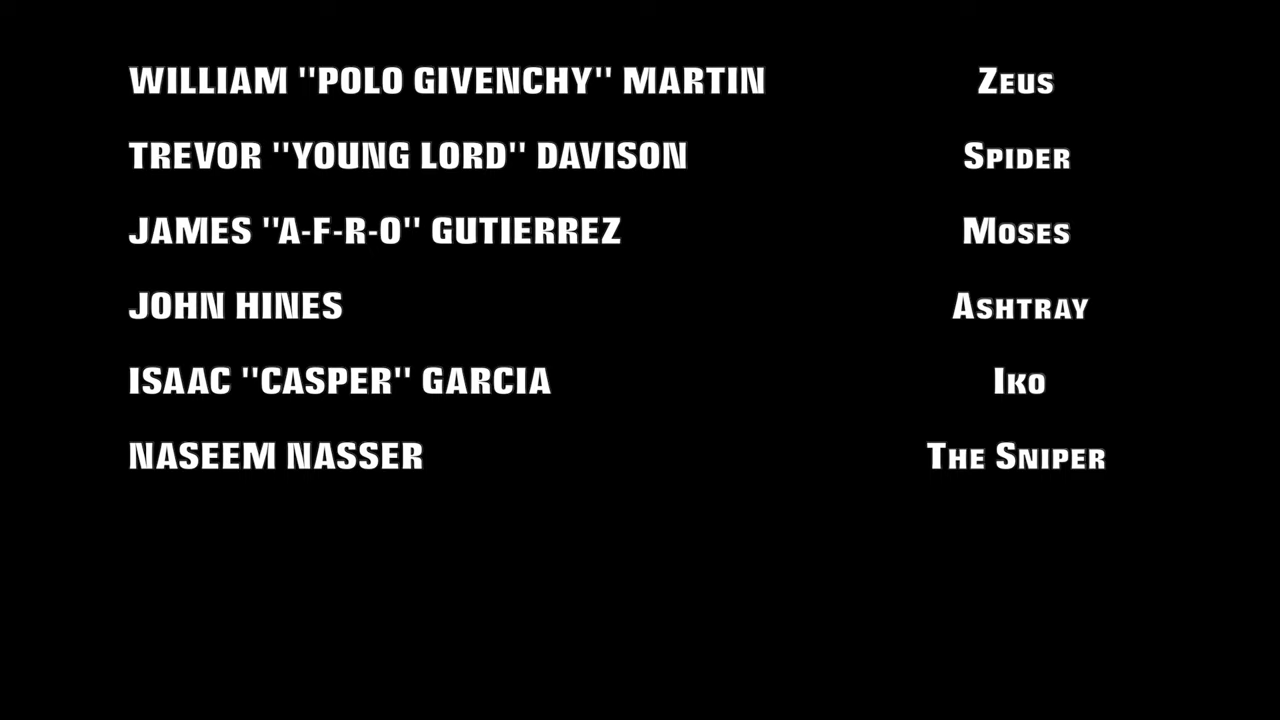 WILLIAM "POLO GIVENCHY" MARTIN Zeus
TREVOR "YOUNG LORD" DAVISON Spider
JAMES "A-F-R-O" GUTIERREZ Moses
JOHN HINES Ashtray
ISAAC "CASPER" GARCIA Iko
NASEEM NASSER The Sniper